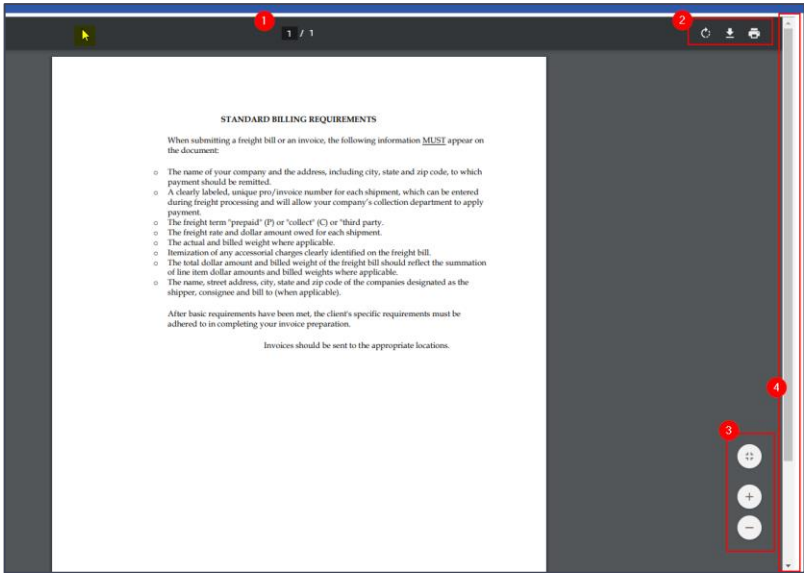 1
2
1 / 1
STANDARD BILLING REQUIREMENTS
When submitting a freight bill or an invoice, the following information MUST appear on
the document:
o The name of your company and the address, including city, state and zip code, to which
payment should be remitted.
o A clearly labeled, unique pro/invoice number for each shipment, which can be entered
during freight processing and will allow your company's collection department to apply
payment.
o The freight term "prepaid" (P) or "collect" (C) or "third party.
o The freight rate and dollar amount owed for each shipment.
o The actual and billed weight where applicable.
o Itemization of any accessorial charges clearly identified on the freight bill.
o The total dollar amount and billed weight of the freight bill should reflect the summation
of line item dollar amounts and billed weights where applicable.
o The name, street address, city, state and zip code of the companies designated as the
shipper, consignee and bill to (when applicable).
After basic requirements have been met, the client's specific requirements must be
adhered to in completing your invoice preparation.
Invoices should be sent to the appropriate locations.
4
3